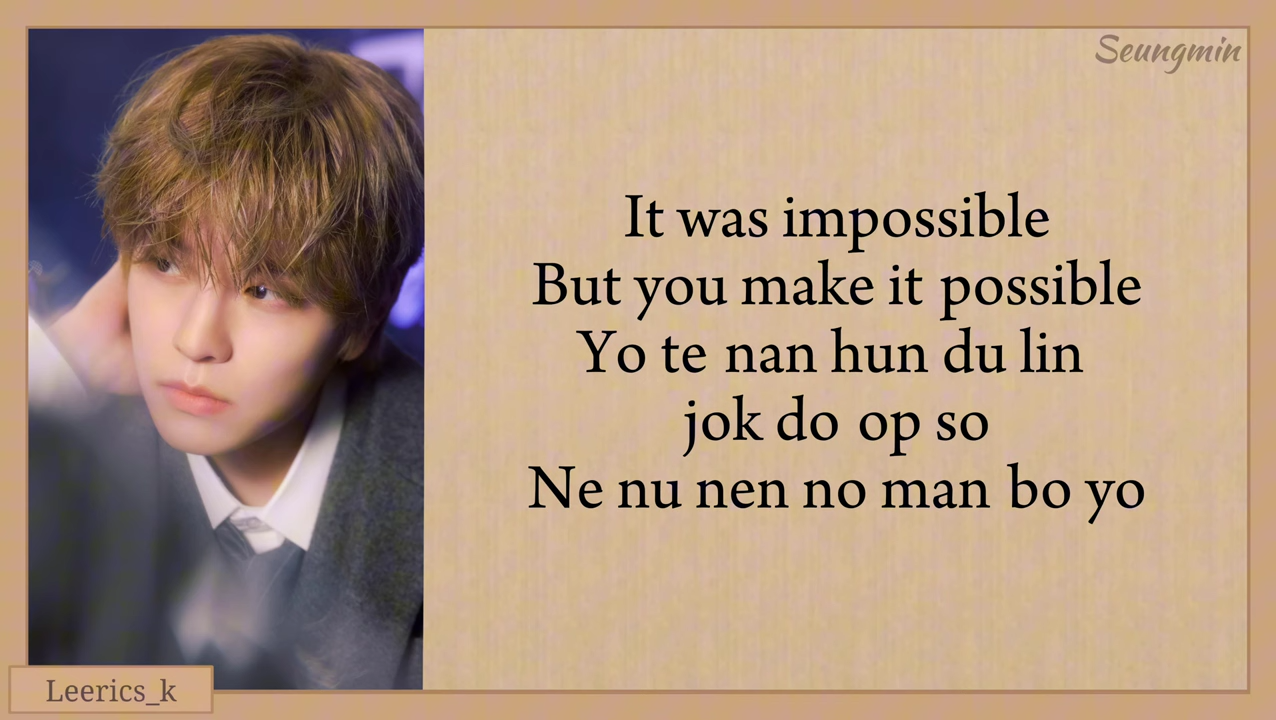 Seungmin
It was impossible
But you make it possible
Yo te nan hun du lin
jok do op so
Ne nu nen no man bo yo
Leerics_k